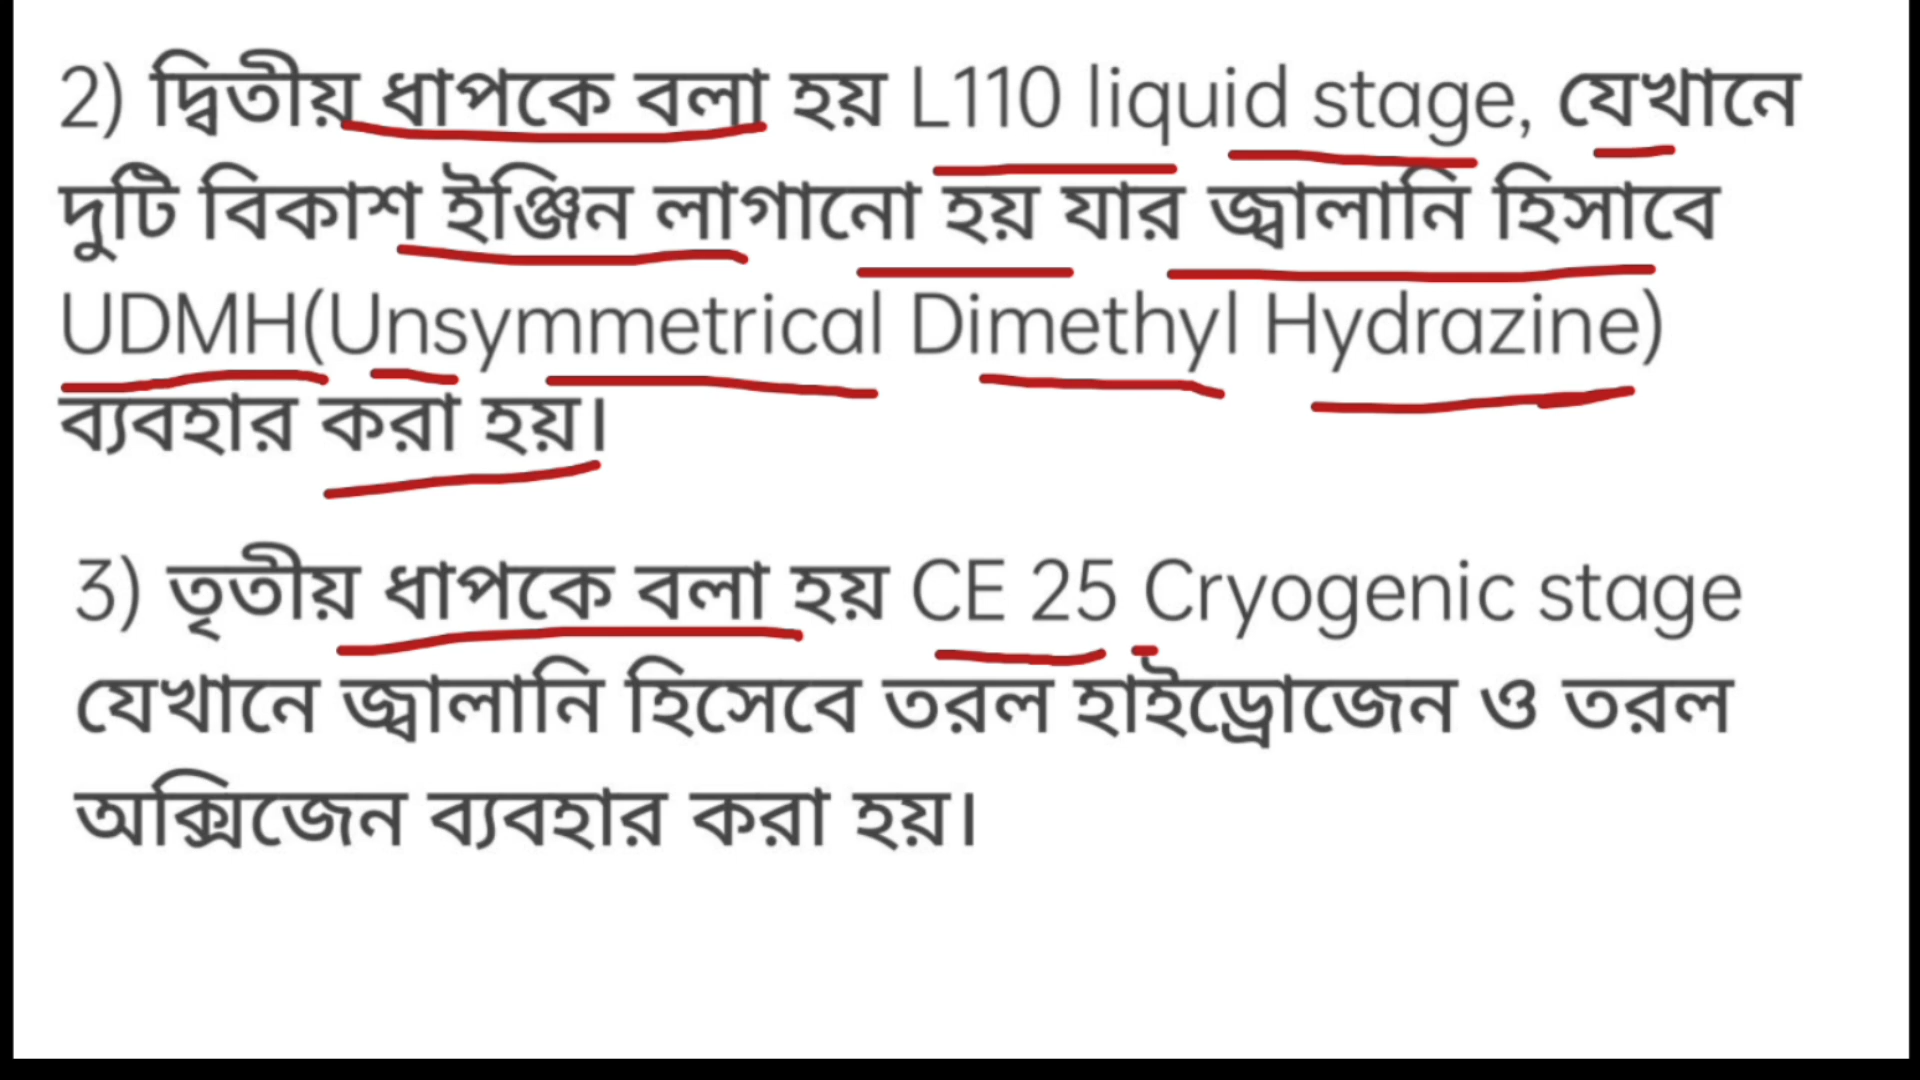 2) দ্বিতীয় ধাপকে বলা হয় L110 liquid stage, যেখানে
দুটি বিকাশ ইঞ্জিন লাগানো হয় যার জ্বালানি হিসাবে
UDMH(Unsymmetrical Dimethyl Hydrazine)
ব্যবহার করা হয়।
3) তৃতীয় ধাপকে বলা হয় CE 25 Cryogenic stage
যেখানে জ্বালানি হিসেবে তরল হাইড্রোজেন ও তরল
অক্সিজেন ব্যবহার করা হয়।